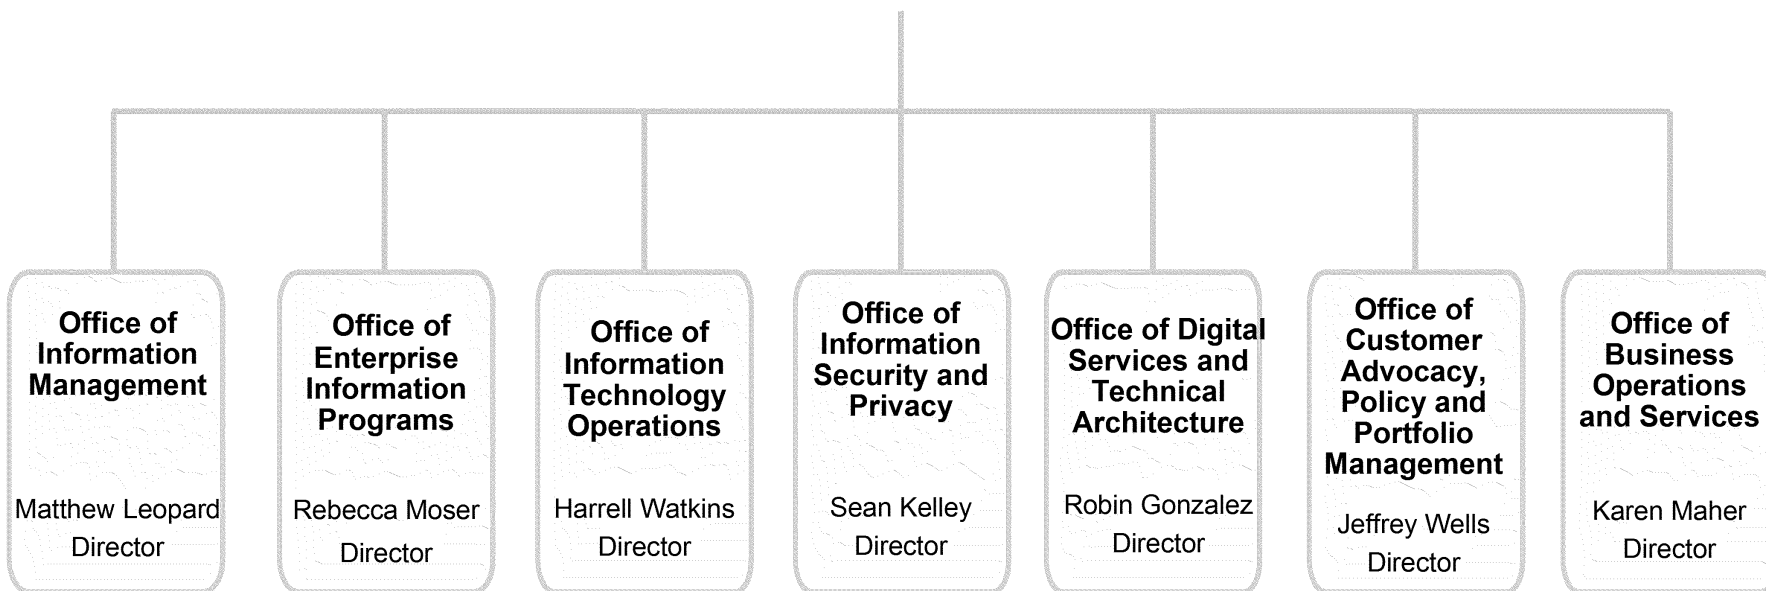 Office of
Information
Management
Matthew Leopard
Director
Office of
Enterprise
Information
Programs
Rebecca Moser
Director
Office of
Information
Technology
Operations
Harrell Watkins
Director
Office of
Information
Security and
Privacy
Sean Kelley
Director
Office of Digital
Services and
Technical
Architecture
Robin Gonzalez
Director
Office of
Customer
Advocacy,
Policy and
Portfolio
Management
Jeffrey Wells
Director
Office of
Business
Operations
and Services
Karen Maher
Director